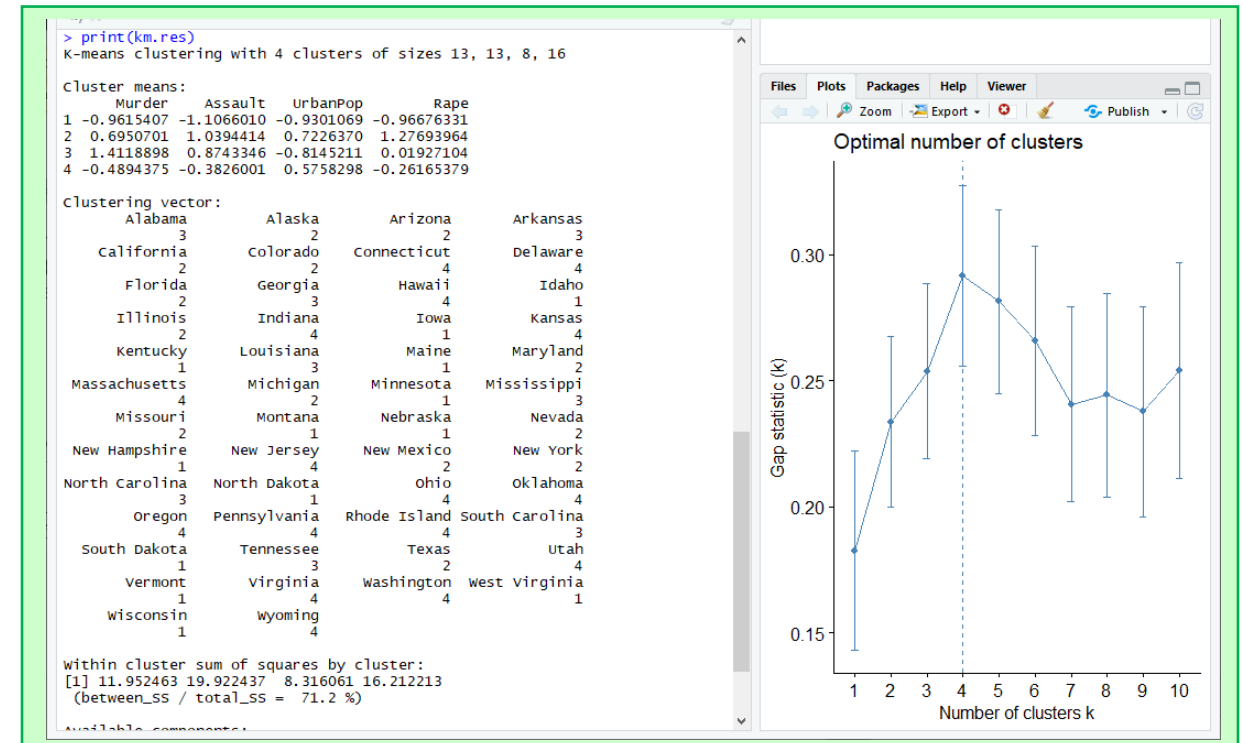 > print(km.res)
K-means clustering with 4 clusters of sizes 13, 13, 8, 16
Cluster means:
Murder Assault UrbanPop Rape
1 -0.9615407 -1.1066010 -0.9301069 -0.96676331
2 0.6950701 1.0394414 0.7226370 1.27693964
3 1.4118898 0.8743346 -0.8145211 0.01927104
4 -0.4894375 -0.3826001 0.5758298 -0.26165379
Clustering vector:
Alabama Alaska Arizona Arkansas
3 2 2 3
California Colorado Connecticut Delaware
2 2 4 4
Florida Georgia Hawaii Idaho
2 3 4 1
Illinois Indiana Iowa Kansas
2 4 1 4
Kentucky Louisiana Maine Maryland
1 3 1 2
Massachusetts Michigan Minnesota Mississippi
4 2 1 3
Missouri Montana Nebraska Nevada
2 1 1 2
New Hampshire New Jersey New Mexico New York
1 4 2 2
North Carolina North Dakota Ohio Oklahoma
3 1 4 4
Oregon Pennsylvania Rhode Island South Carolina
4 4 4 3
South Dakota Tennessee Texas Utah
1 3 2 4
Vermont Virginia Washington West Virginia
1 4 4 1
Wisconsin Wyoming
1 4
Within cluster sum of squares by cluster:
[1] 11.952463 19.922437 8.316061 16.212213
(between_SS / total_SS = 71.2 %)
Available components:
Files Plots Packages Help Viewer
Zoom Export Publish
Optimal number of clusters
Gap statistic (k)
0.30
0.25
0.20
0.15
1 2 3 4 5 6 7 8 9 10
Number of clusters k